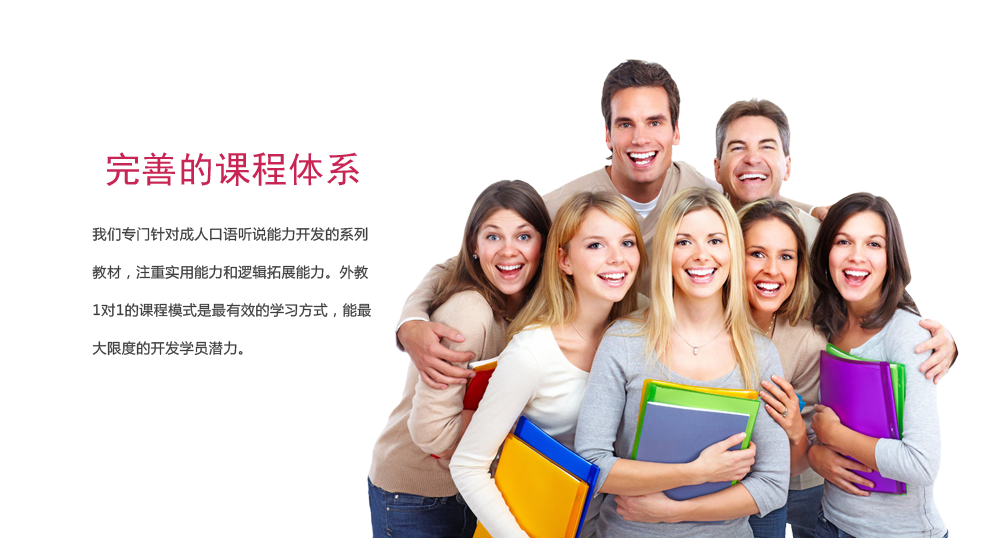 完善的课程体系
我们专门针对成人口语听说能力开发的系列
教材，注重实用能力和逻辑拓展能力。外教
1对1的课程模式是最有效的学习方式，能最
大限度的开发学员潜力。